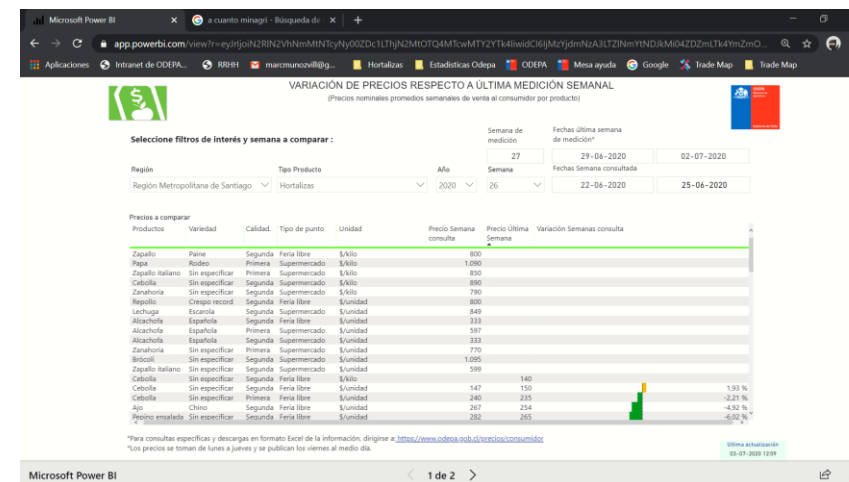 Microsoft Power BI
a cuanto minagri - Búsqueda de
app.powerbi.com
Aplicaciones
Intranet de ODEPA...
RRHH
marcmunozvill@g...
Hortalizas
Estadisticas Odepa
ODEPA
Mesa ayuda
Google
Trade Map
Trade Map
VARIACIÓN DE PRECIOS RESPECTO A ÚLTIMA MEDICIÓN SEMANAL
(Precios nominales promedios semanales de venta al consumidor por producto)
Seleccione filtros de interés y semana a comparar :
Semana de medición
Fechas última semana de medición*
27 29-06-2020 02-07-2020
Región Tipo Producto Año Semana Fechas Semana consultada
Región Metropolitana de Santiago Hortalizas 2020 26 22-06-2020 25-06-2020
Precios a comparar
Productos Variedad Calidad. Tipo de punto Unidad Precio Semana consulta Precio Última Semana Variación Semanas consulta
Zapallo Paine Segunda Feria libre $/kilo 800
Papa Rodeo Primera Supermercado $/kilo 1.090
Zapallo italiano Sin especificar Primera Supermercado $/kilo 850
Cebolla Sin especificar Segunda Supermercado $/kilo 890
Zanahoria Sin especificar Segunda Supermercado $/kilo 790
Repollo Crespo record Segunda Feria libre $/unidad 800
Lechuga Escarola Segunda Supermercado $/unidad 849
Alcachofa Española Segunda Feria libre $/unidad 333
Alcachofa Española Primera Supermercado $/unidad 597
Alcachofa Española Segunda Supermercado $/unidad 333
Zanahoria Sin especificar Primera Supermercado $/unidad 770
Brócoli Sin especificar Segunda Supermercado $/unidad 1.095
Zapallo italiano Sin especificar Segunda Supermercado $/unidad 599
Cebolla Sin especificar Segunda Feria libre $/kilo 140
Cebolla Sin especificar Segunda Feria libre $/unidad 147 150 1,93 %
Cebolla Sin especificar Primera Feria libre $/unidad 240 235 -2,21 %
Ajo Chino Segunda Feria libre $/unidad 267 254 -4,92 %
Pepino ensalada Sin especificar Segunda Feria libre $/unidad 282 265 -6,02 %
*Para consultas específicas y descargas en formato Excel de la información, dirigirse a: https://www.odepa.gob.cl/precios/consumidor
*Los precios se toman de lunes a jueves y se publican los viernes al medio día.
Última actualización
03-07-2020 12:09
Microsoft Power BI
1 de 2